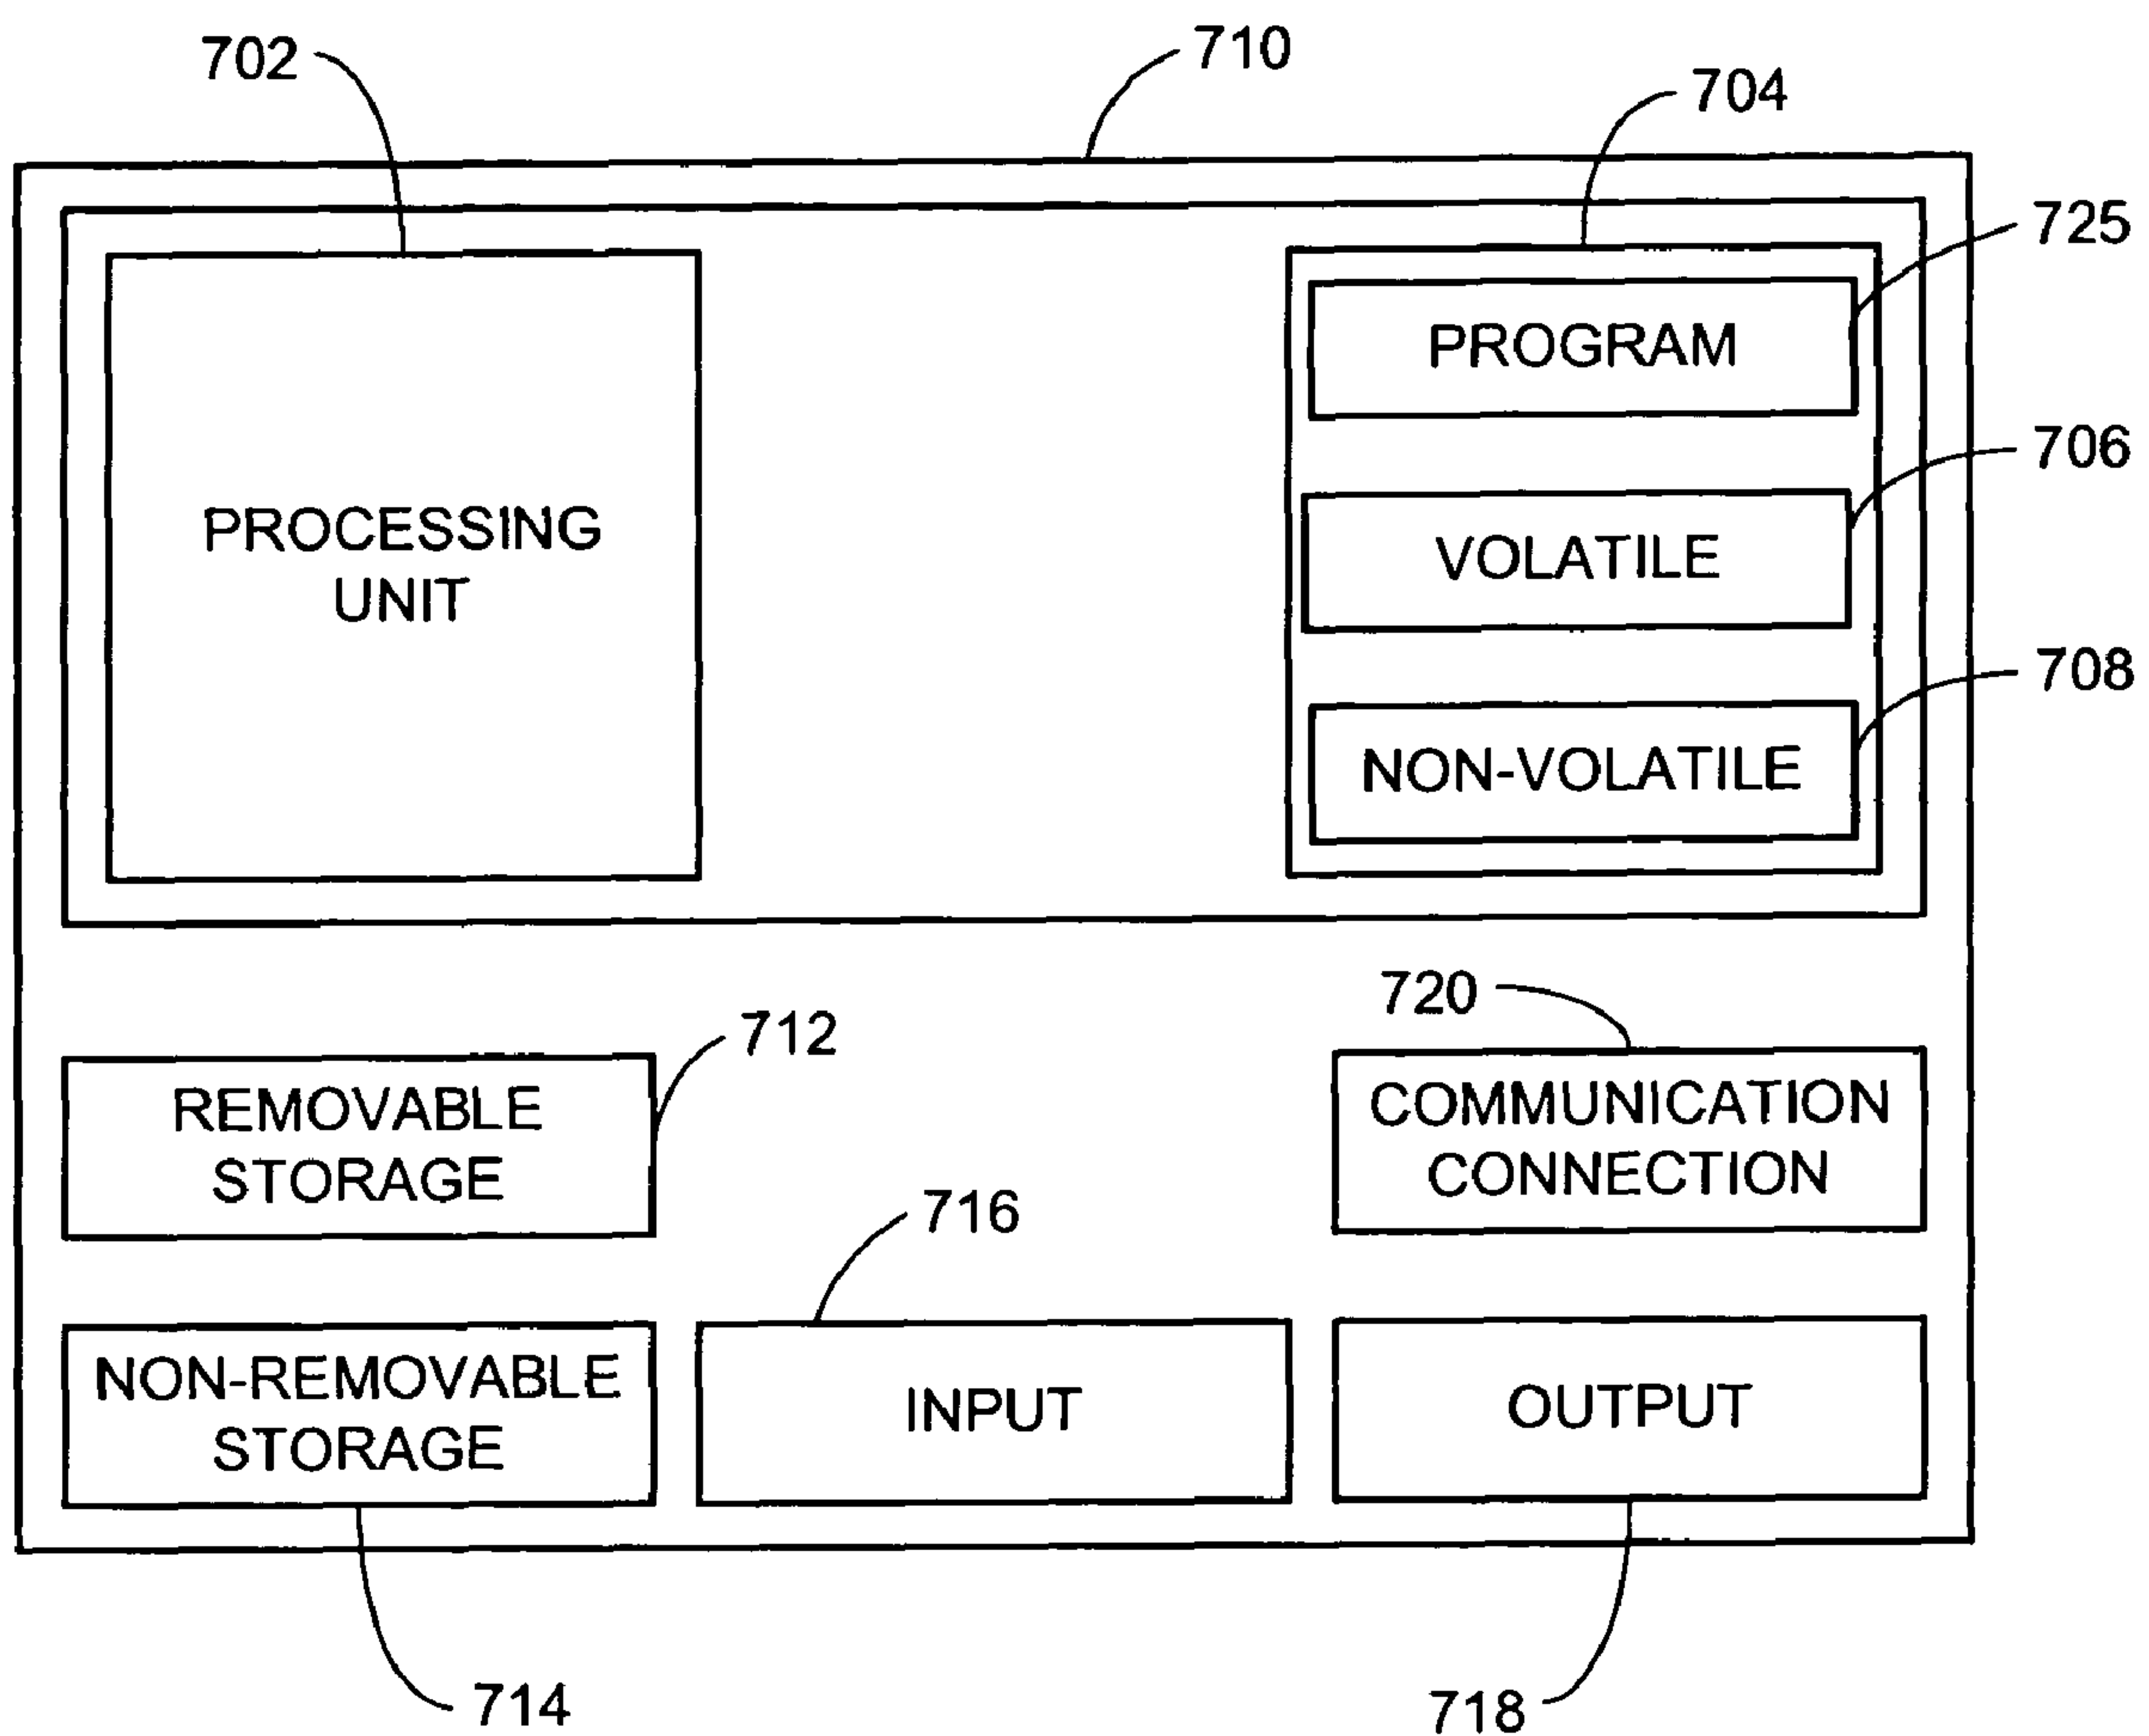 702
710
704
725
PROGRAM
706
PROCESSING
UNIT
VOLATILE
708
NON-VOLATILE
720
712
REMOVABLE
STORAGE
COMMUNICATION
CONNECTION
716
NON-REMOVABLE
STORAGE
INPUT
OUTPUT
714
718